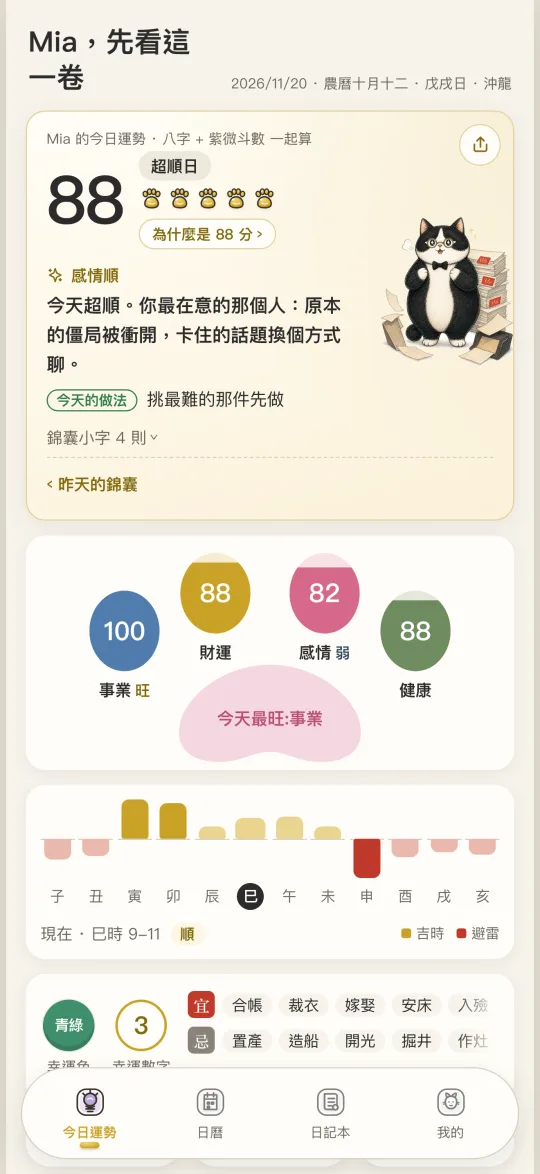 Mia，先看這
一卷
2026/11/20 · 農曆十月十二 · 戊戌日 · 沖龍
Mia 的今日運勢 · 八字 + 紫微斗數 一起算
88
超順日
為什麼是 88 分 ›
感情順
今天超順。你最在意的那個人：原本
的僵局被衝開，卡住的話題換個方式
聊。
今天的做法 挑最難的那件先做
錦囊小字 4 則
‹ 昨天的錦囊
100
88
82
88
事業 旺
財運
感情 弱
健康
今天最旺:事業
子 丑 寅 卯 辰 巳 午 未 申 酉 戌 亥
現在 · 巳時 9–11 順
吉時 避雷
青綠
3
幸運色 幸運數字
宜 合帳 裁衣 嫁娶 安床 入殮
忌 置產 造船 開光 掘井 作灶
今日運勢 日曆 日記本 我的